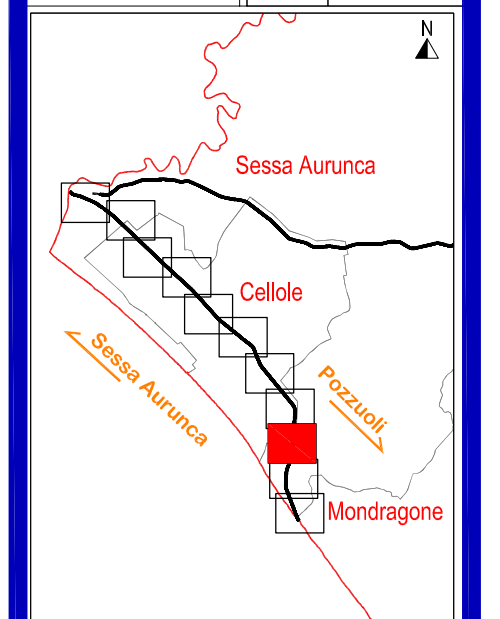 N
Sessa Aurunca
Cellole
Sessa Aurunca
Pozzuoli
Mondragone